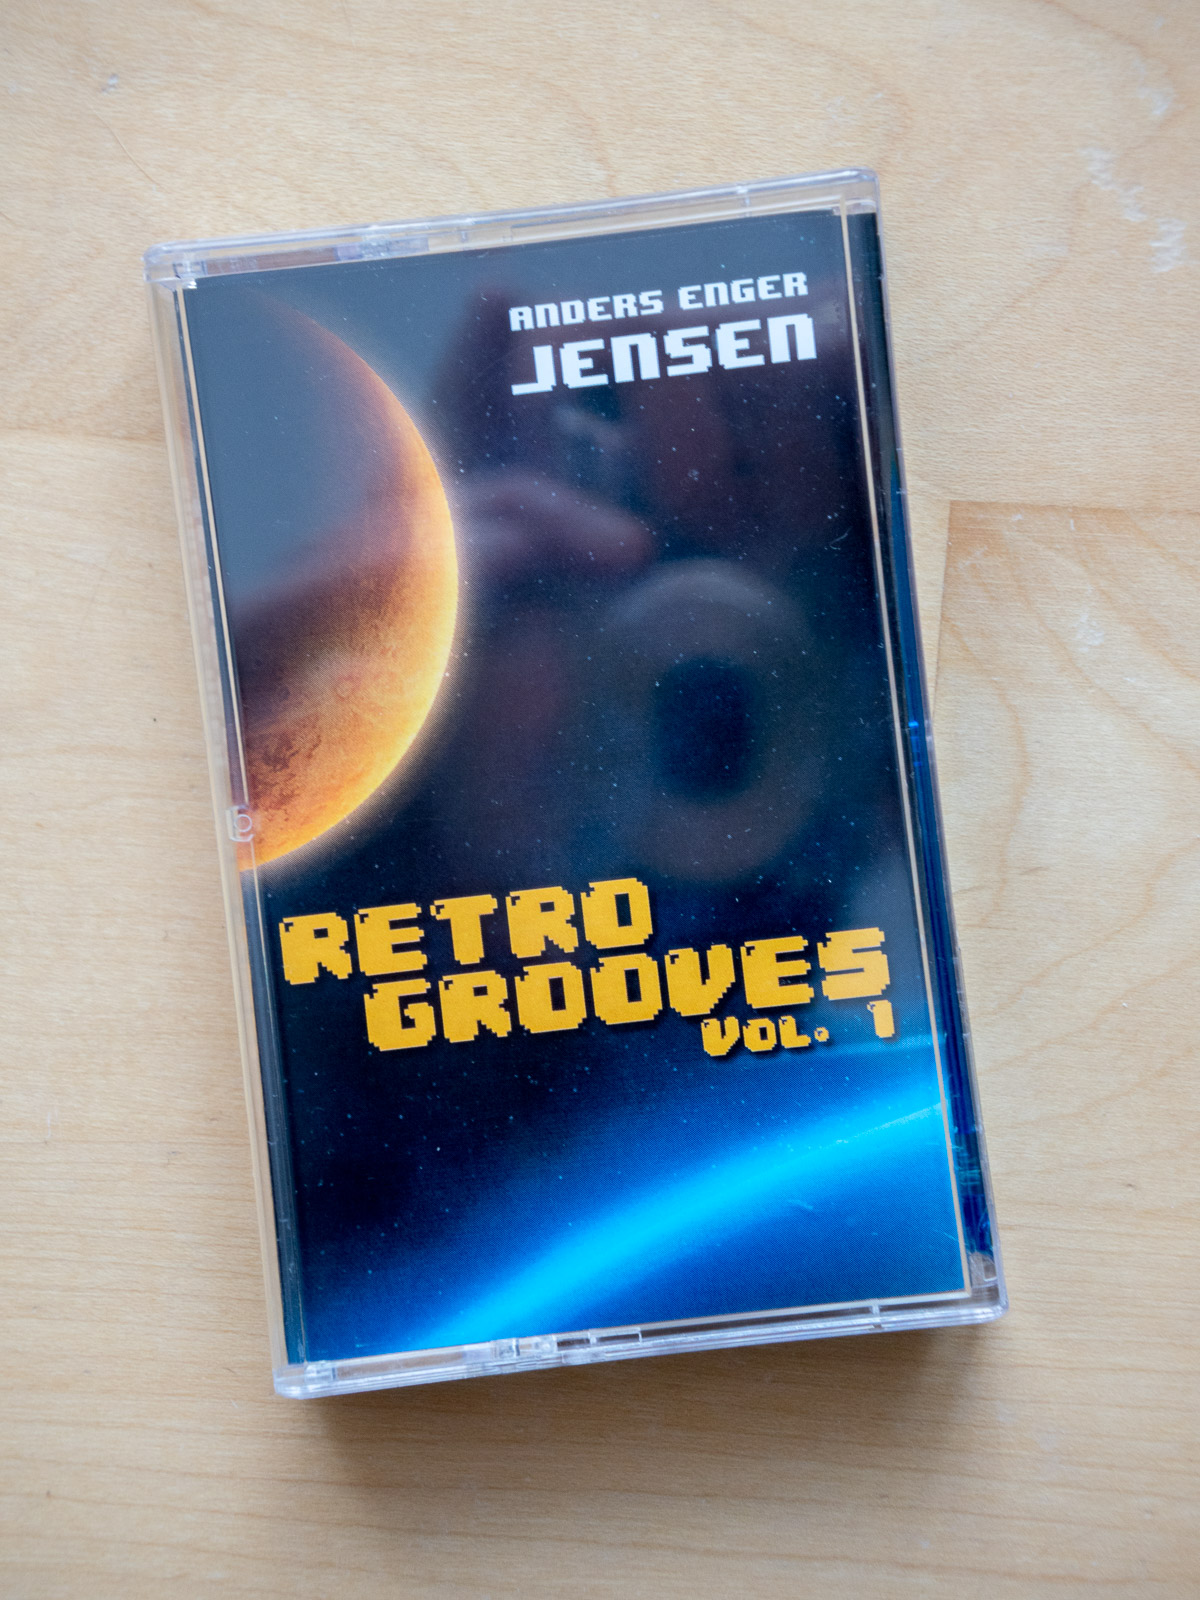 ANDERS ENGER
JENSEN
RETRO
GROOVES
VOL. 1